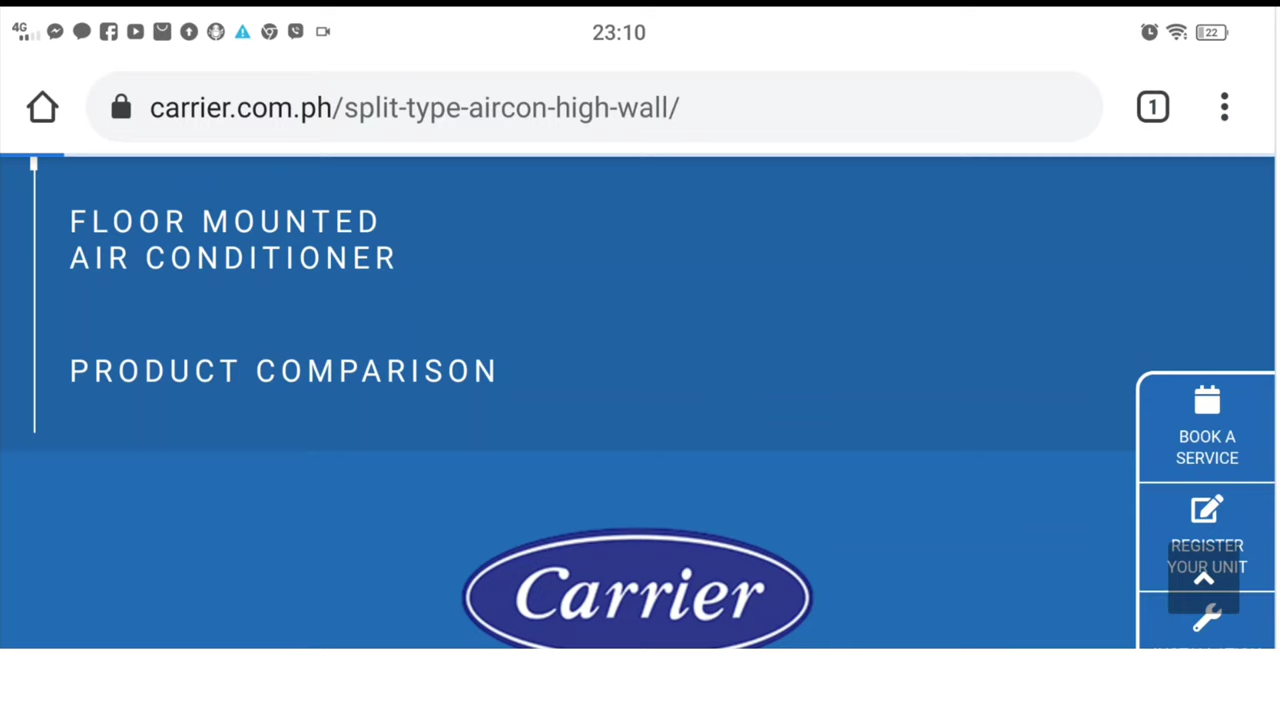 4G
23:10
22
carrier.com.ph/split-type-aircon-high-wall/
1
FLOOR MOUNTED
AIR CONDITIONER
PRODUCT COMPARISON
BOOK A
SERVICE
REGISTER
YOUR UNIT
Carrier